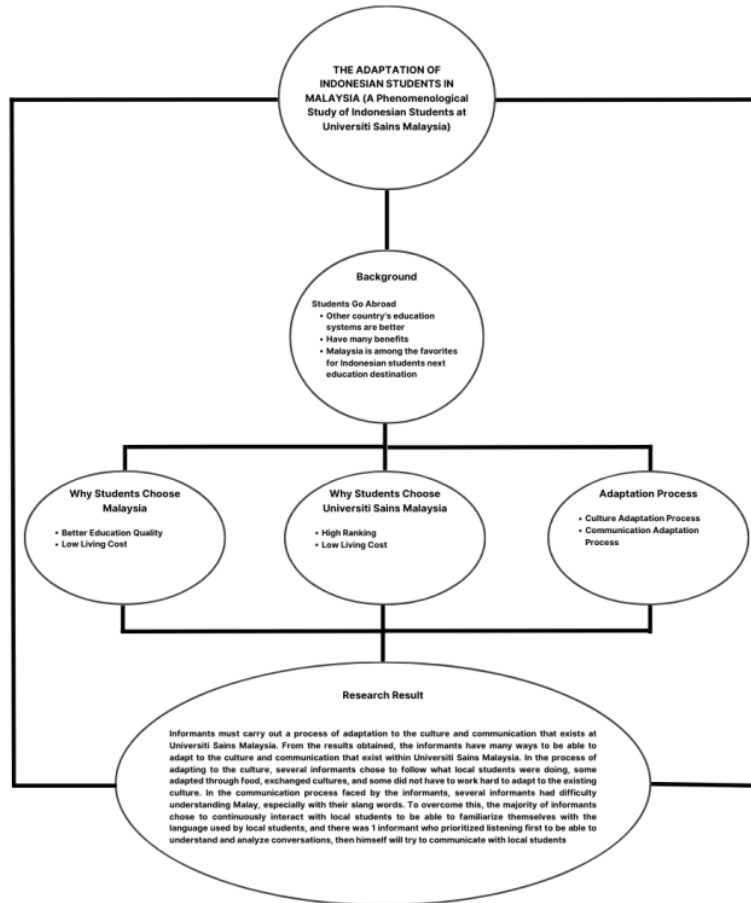 THE ADAPTATION OF
INDONESIAN STUDENTS IN
MALAYSIA (A Phenomenological
Study of Indonesian Students at
Universiti Sains Malaysia)
Background
Students Go Abroad
• Other country's education
systems are better
• Have many benefits
• Malaysia is among the favorites
for Indonesian students next
education destination
Why Students Choose
Malaysia
• Better Education Quality
• Low Living Cost
Why Students Choose
Universiti Sains Malaysia
• High Ranking
• Low Living Cost
Adaptation Process
• Culture Adaptation Process
• Communication Adaptation
Process
Research Result
Informants must carry out a process of adaptation to the culture and communication that exists at
Universiti Sains Malaysia. From the results obtained, the informants have many ways to be able to
adapt to the culture and communication that exist within Universiti Sains Malaysia. In the process
of adapting to the culture, several informants chose to follow what local students were doing, some
adapted through food, exchanged cultures, and some did not have to work hard to adapt to the existing
culture. In the communication process faced by the informants, several informants had difficulty
understanding Malay, especially with their slang words. To overcome this, the majority of informants
chose to continuously interact with local students to be able to familiarize themselves with the
language used by local students, and there was 1 informant who prioritized listening first to be able to
understand and analyze conversations, then himself will try to communicate with local students